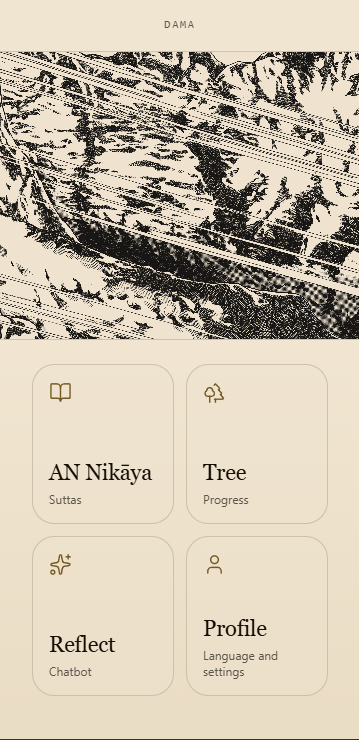 DAMA
AN Nikāya
Suttas
Tree
Progress
Reflect
Chatbot
Profile
Language and
settings